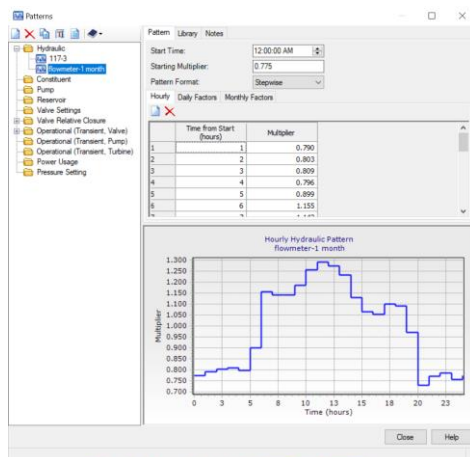 Patterns
Pattern Library Notes
Hydraulic
117-3
flowmeter-1 month
Constituent
Pump
Reservoir
Valve Settings
Valve Relative Closure
Operational (Transient, Valve)
Operational (Transient, Pump)
Operational (Transient, Turbine)
Power Usage
Pressure Setting
Start Time: 12:00:00 AM
Starting Multiplier: 0.775
Pattern Format: Stepwise
Hourly Daily Factors Monthly Factors
Time from Start (hours) Multiplier
1 1 0.790
2 2 0.803
3 3 0.809
4 4 0.796
5 5 0.899
6 6 1.155
Hourly Hydraulic Pattern
flowmeter-1 month
Multiplier
1.300
1.250
1.200
1.150
1.100
1.050
1.000
0.950
0.900
0.850
0.800
0.750
0.700
0 3 5 8 10 13 15 18 20 23
Time (hours)
Close Help